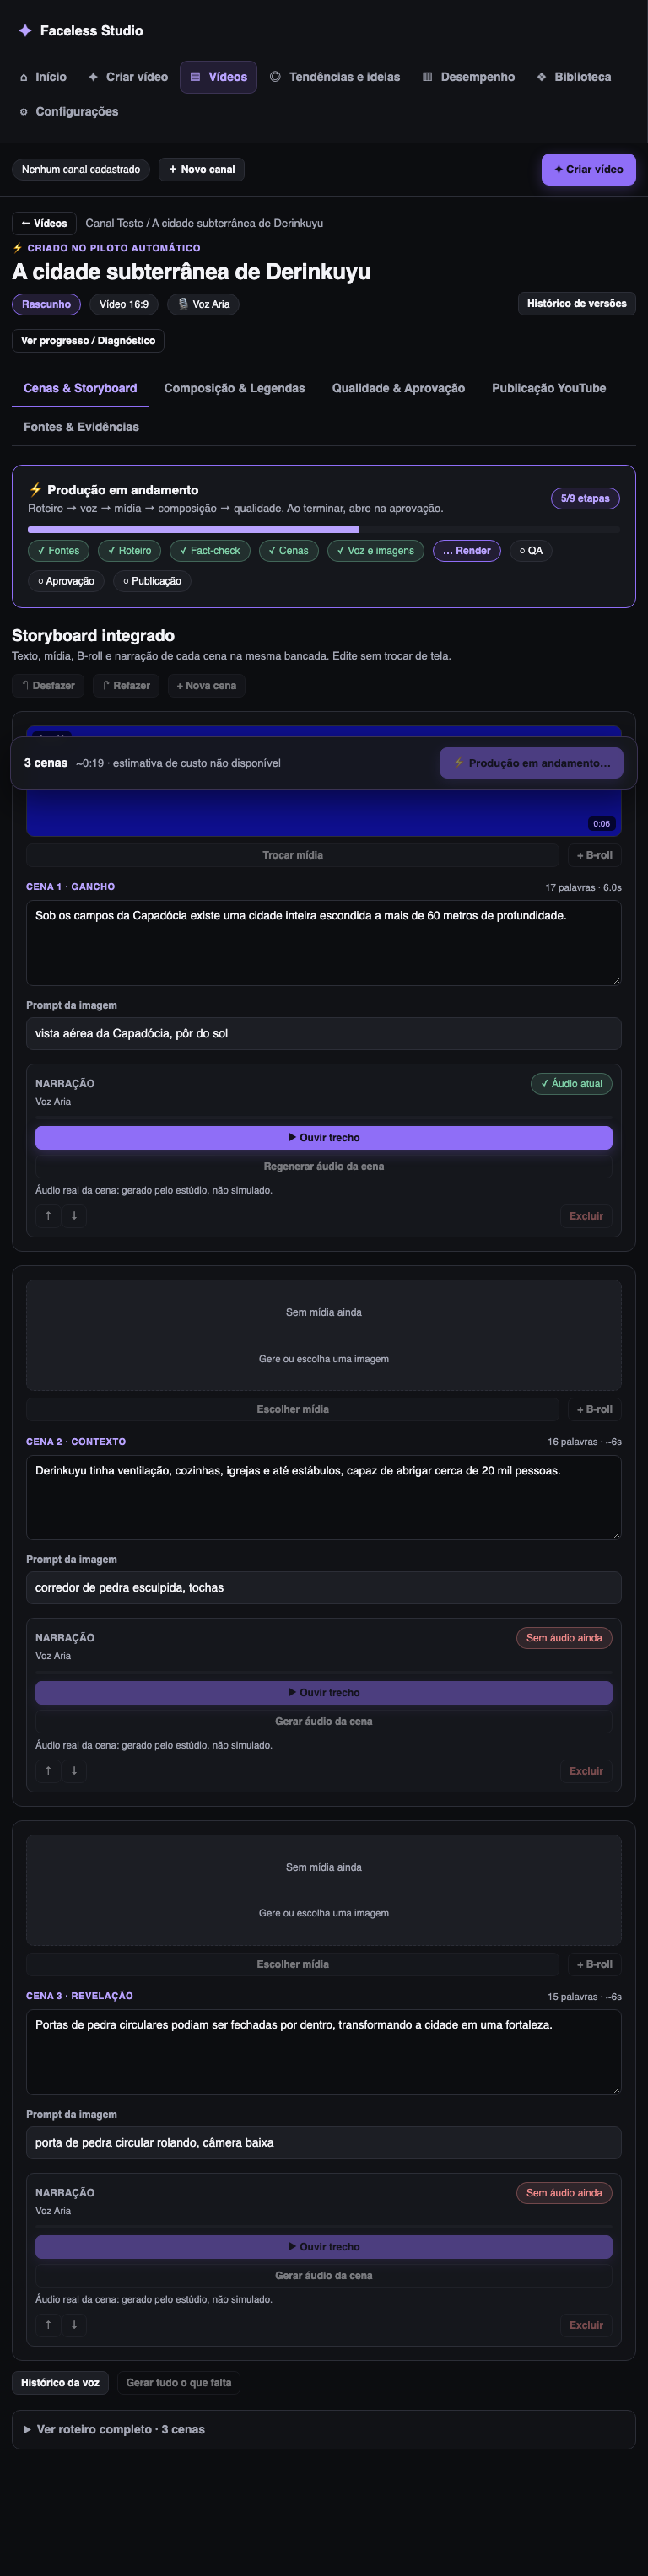 Faceless Studio
Início
Criar vídeo
Vídeos
Tendências e ideias
Desempenho
Biblioteca
Configurações
Nenhum canal cadastrado
+ Novo canal
Criar vídeo
← Vídeos
Canal Teste / A cidade subterrânea de Derinkuyu
CRIADO NO PILOTO AUTOMÁTICO
A cidade subterrânea de Derinkuyu
Rascunho
Vídeo 16:9
Voz Aria
Histórico de versões
Ver progresso / Diagnóstico
Cenas & Storyboard
Composição & Legendas
Qualidade & Aprovação
Publicação YouTube
Fontes & Evidências
Produção em andamento
Roteiro → voz → mídia → composição → qualidade. Ao terminar, abre na aprovação.
5/9 etapas
✓ Fontes
✓ Roteiro
✓ Fact-check
✓ Cenas
✓ Voz e imagens
... Render
○ QA
○ Aprovação
○ Publicação
Storyboard integrado
Texto, mídia, B-roll e narração de cada cena na mesma bancada. Edite sem trocar de tela.
Desfazer
Refazer
+ Nova cena
3 cenas ~0:19 · estimativa de custo não disponível
Produção em andamento...
0:06
Trocar mídia
+ B-roll
CENA 1 · GANCHO
17 palavras · 6.0s
Sob os campos da Capadócia existe uma cidade inteira escondida a mais de 60 metros de profundidade.
Prompt da imagem
vista aérea da Capadócia, pôr do sol
NARRAÇÃO
✓ Áudio atual
Voz Aria
▶ Ouvir trecho
Regenerar áudio da cena
Áudio real da cena: gerado pelo estúdio, não simulado.
↑
↓
Excluir
Sem mídia ainda
Gere ou escolha uma imagem
Escolher mídia
+ B-roll
CENA 2 · CONTEXTO
16 palavras · ~6s
Derinkuyu tinha ventilação, cozinhas, igrejas e até estábulos, capaz de abrigar cerca de 20 mil pessoas.
Prompt da imagem
corredor de pedra esculpida, tochas
NARRAÇÃO
Sem áudio ainda
Voz Aria
▶ Ouvir trecho
Gerar áudio da cena
Áudio real da cena: gerado pelo estúdio, não simulado.
↑
↓
Excluir
Sem mídia ainda
Gere ou escolha uma imagem
Escolher mídia
+ B-roll
CENA 3 · REVELAÇÃO
15 palavras · ~6s
Portas de pedra circulares podiam ser fechadas por dentro, transformando a cidade em uma fortaleza.
Prompt da imagem
porta de pedra circular rolando, câmera baixa
NARRAÇÃO
Sem áudio ainda
Voz Aria
▶ Ouvir trecho
Gerar áudio da cena
Áudio real da cena: gerado pelo estúdio, não simulado.
↑
↓
Excluir
Histórico da voz
Gerar tudo o que falta
▶ Ver roteiro completo · 3 cenas